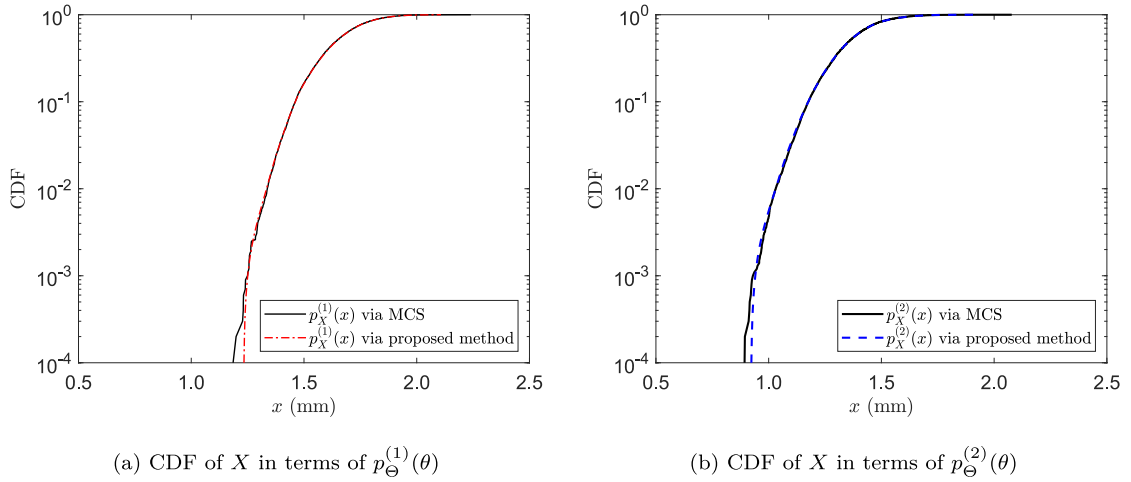 10^0
10^-1
10^-2
10^-3
10^-4
CDF
0.5 1.0 1.5 2.0 2.5
x (mm)
p_X^(1)(x) via MCS
p_X^(1)(x) via proposed method
(a) CDF of X in terms of p_Θ^(1)(θ)
10^0
10^-1
10^-2
10^-3
10^-4
CDF
0.5 1.0 1.5 2.0 2.5
x (mm)
p_X^(2)(x) via MCS
p_X^(2)(x) via proposed method
(b) CDF of X in terms of p_Θ^(2)(θ)